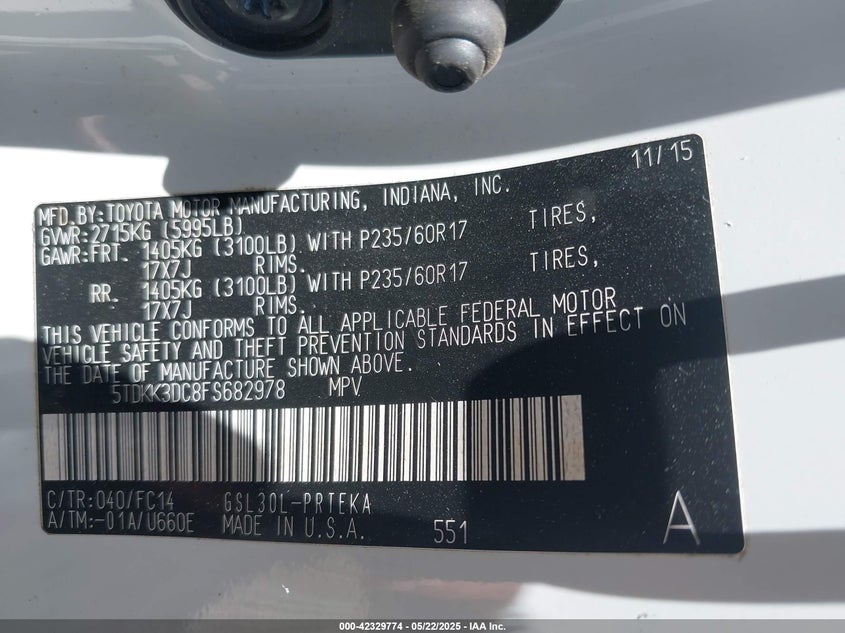 11/15
MFD.BY:TOYOTA MOTOR MANUFACTURING, INDIANA, INC.
GVWR:2715KG (5995LB)
GAWR:FRT. 1405KG (3100LB) WITH P235/60R17 TIRES,
17X7J RIMS.
RR. 1405KG (3100LB) WITH P235/60R17 TIRES,
17X7J RIMS.
THIS VEHICLE CONFORMS TO ALL APPLICABLE FEDERAL MOTOR
VEHICLE SAFETY AND THEFT PREVENTION STANDARDS IN EFFECT ON
THE DATE OF MANUFACTURE SHOWN ABOVE.
5TDKK3DC8FS682978 MPV
C/TR:040/FC14 GSL30L-PRTEKA
A/TM:-01A/U660E MADE IN U.S.A. 551 A
000-42329774 - 05/22/2025 - IAA Inc.